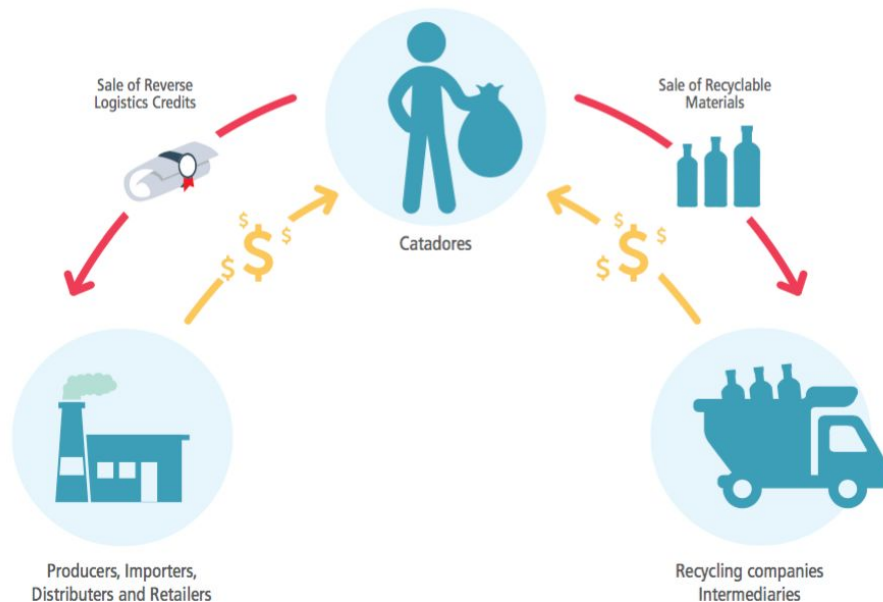 Sale of Reverse
Logistics Credits
Sale of Recyclable
Materials
$ $ $ $
$ $ $ $
Catadores
Producers, Importers,
Distributers and Retailers
Recycling companies
Intermediaries